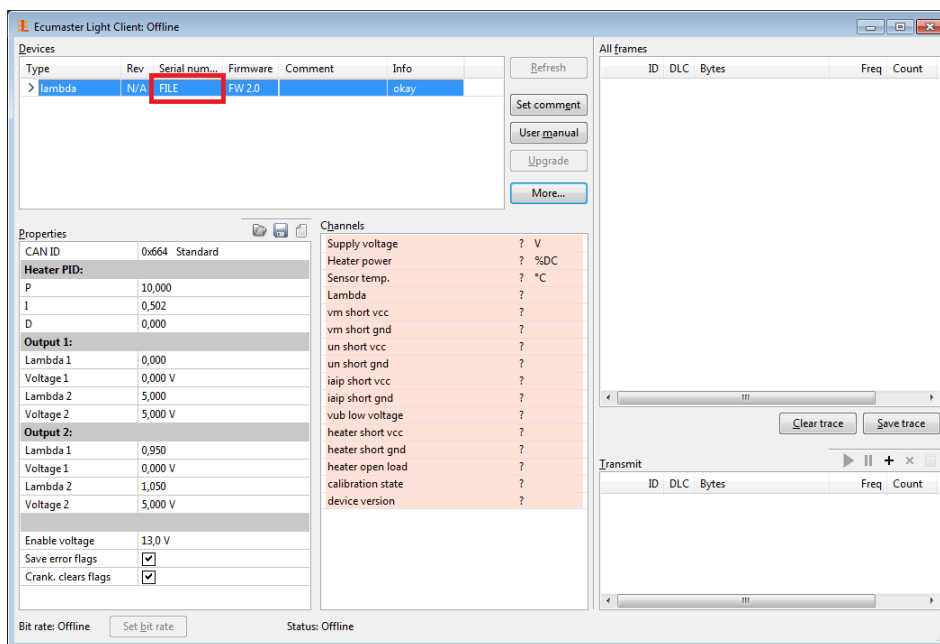 Ecumaster Light Client: Offline
Devices
Type Rev Serial num... Firmware Comment Info
lambda N/A FILE FW 2.0 okay
Refresh
Set comment
User manual
Upgrade
More...
Properties
CAN ID 0x664 Standard
Heater PID:
P 10,000
I 0,502
D 0,000
Output 1:
Lambda 1 0,000
Voltage 1 0,000 V
Lambda 2 5,000
Voltage 2 5,000 V
Output 2:
Lambda 1 0,950
Voltage 1 0,000 V
Lambda 2 1,050
Voltage 2 5,000 V
Enable voltage 13,0 V
Save error flags
Crank. clears flags
Channels
Supply voltage ? V
Heater power ? %DC
Sensor temp. ? °C
Lambda ?
vm short vcc ?
vm short gnd ?
un short vcc ?
un short gnd ?
iaip short vcc ?
iaip short gnd ?
vub low voltage ?
heater short vcc ?
heater short gnd ?
heater open load ?
calibration state ?
device version ?
All frames
ID DLC Bytes Freq Count
Clear trace Save trace
Transmit
ID DLC Bytes Freq Count
Bit rate: Offline Set bit rate Status: Offline